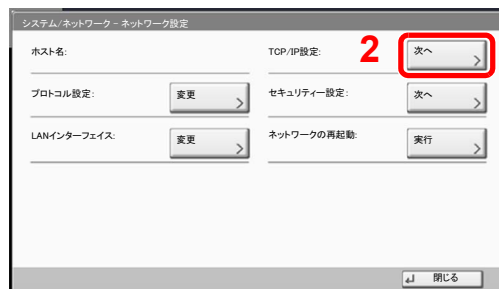 システム/ネットワーク - ネットワーク設定
ホスト名:
TCP/IP設定:
2
次へ
プロトコル設定:
変更
セキュリティー設定:
次へ
LANインターフェイス:
変更
ネットワークの再起動:
実行
閉じる